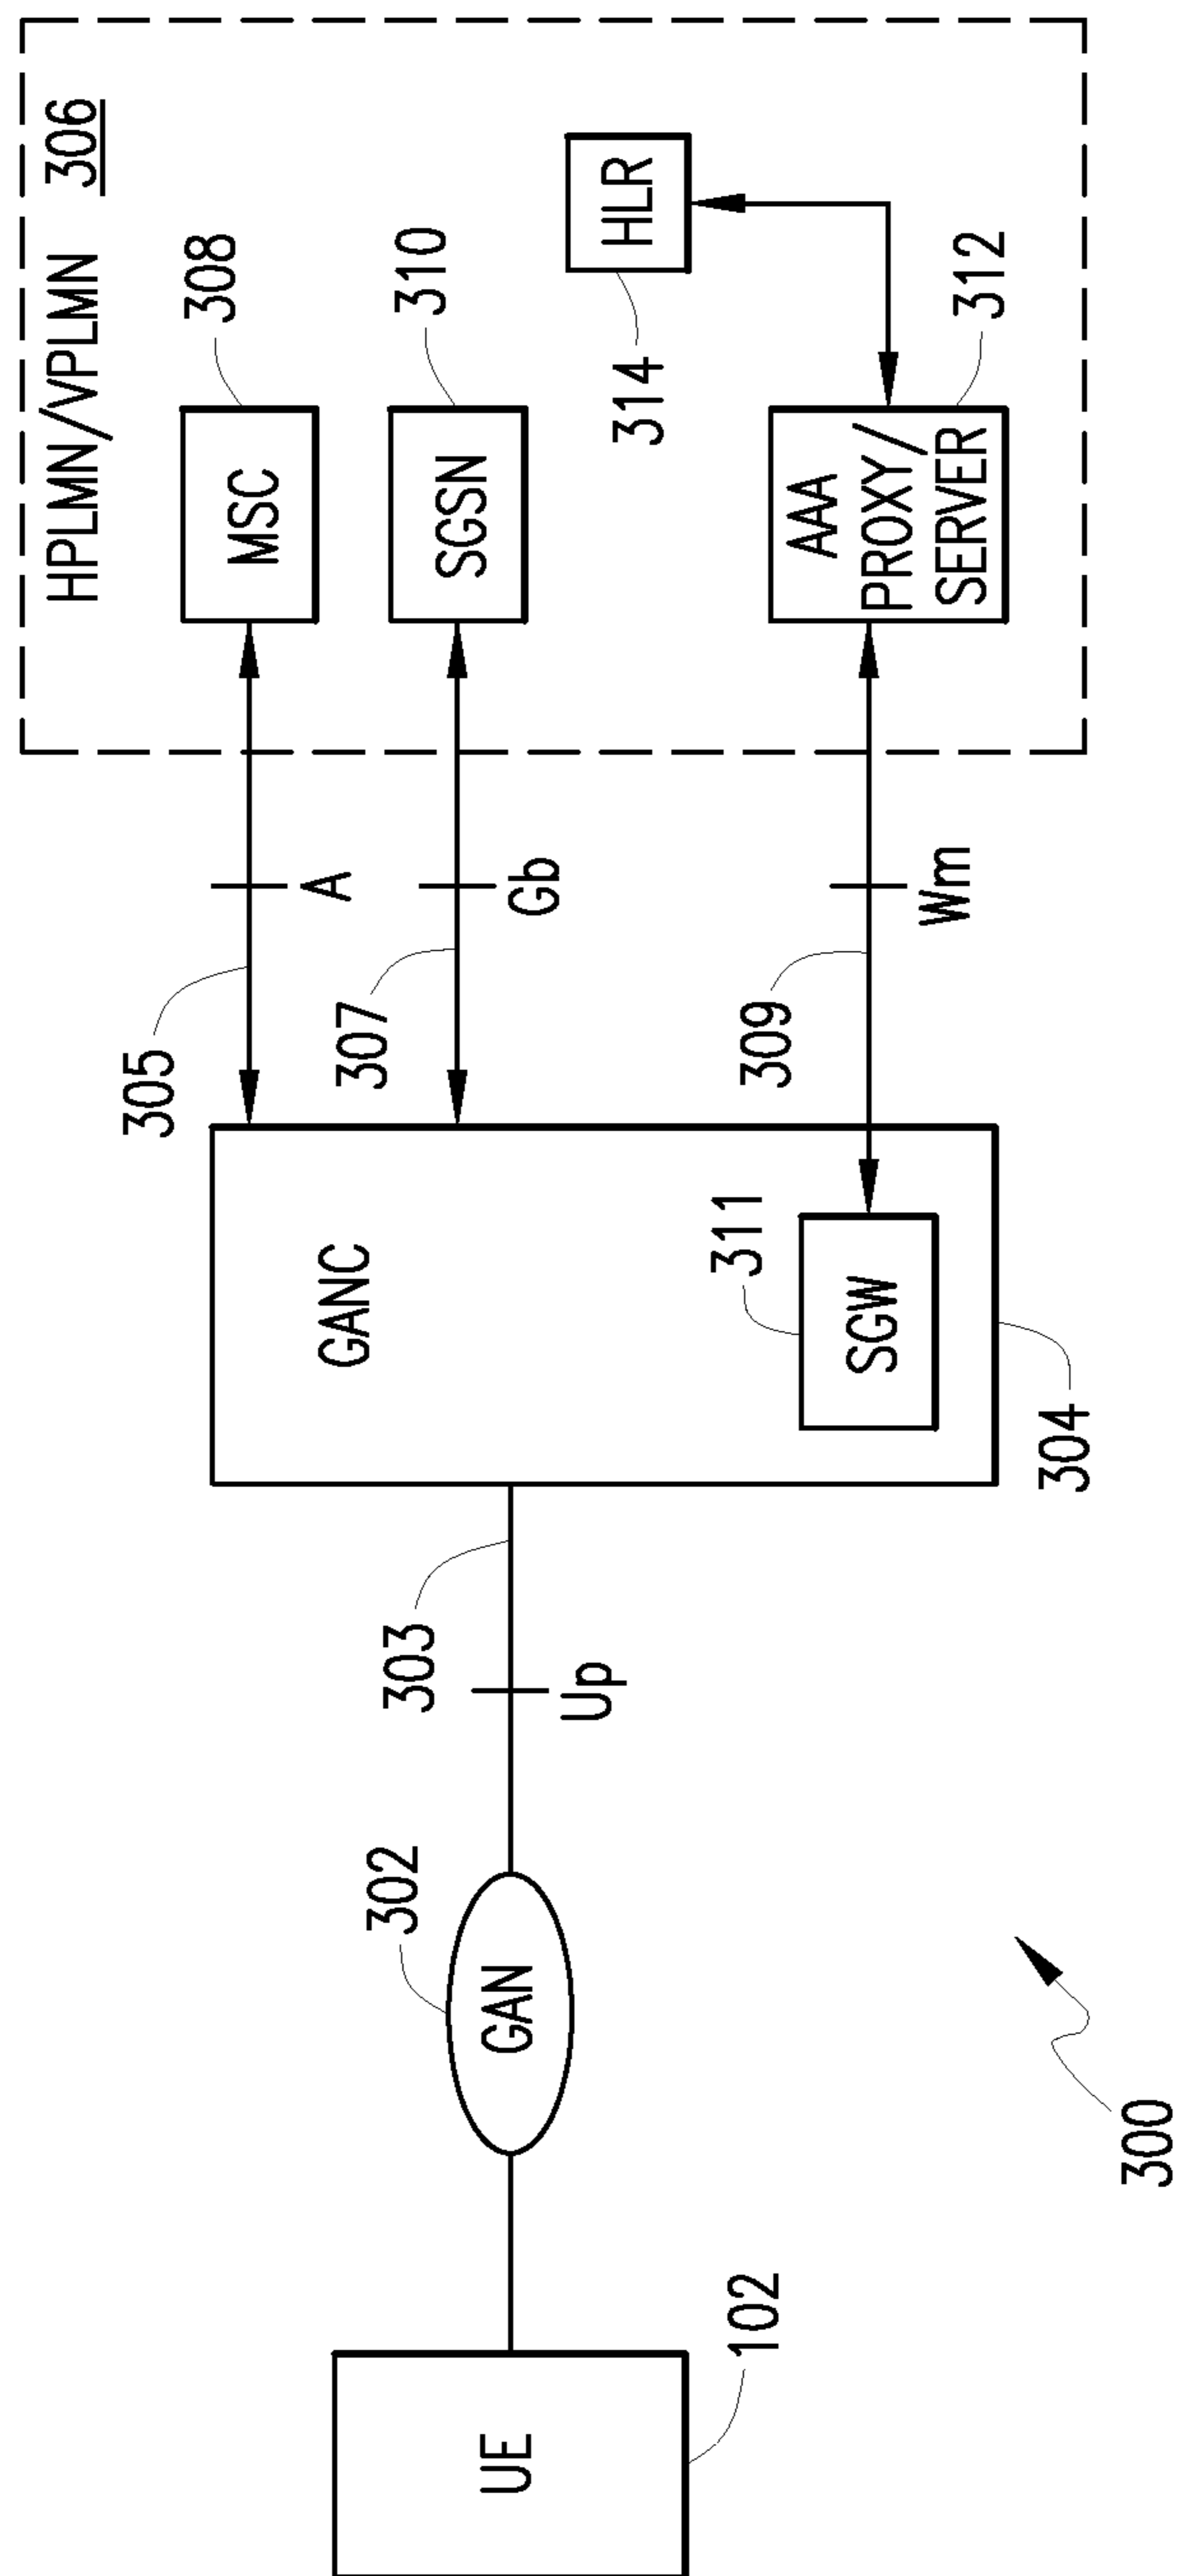 HPLMN/VPLMN 306
MSC
308
SGSN
310
HLR
314
AAA
PROXY/
SERVER
312
A
305
Gb
307
Wm
309
GANC
SGW
311
304
303
Up
302
GAN
UE
102
300